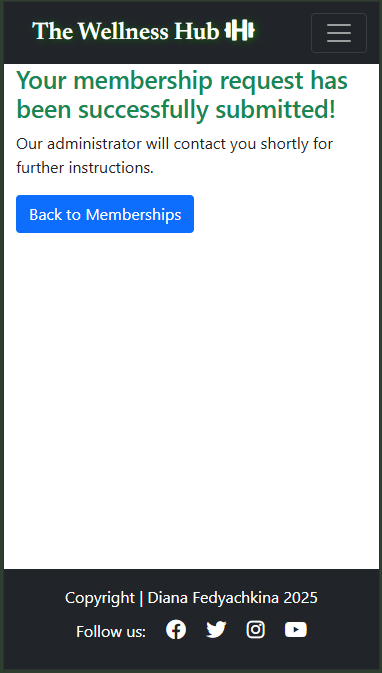 The Wellness Hub
Your membership request has
been successfully submitted!
Our administrator will contact you shortly for
further instructions.
Back to Memberships
Copyright | Diana Fedyachkina 2025
Follow us: